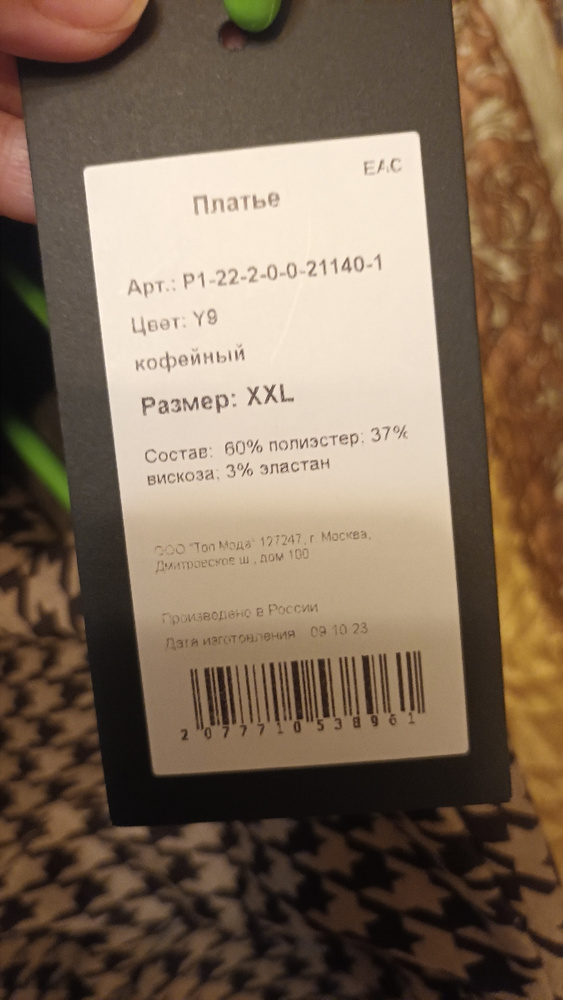 ЕАС
Платье
Арт.: P1-22-2-0-0-21140-1
Цвет: Y9
кофейный
Размер: XXL
Состав: 60% полиэстер; 37%
вискоза; 3% эластан
ООО "Топ Мода" 127247, г. Москва,
Дмитровское ш., дом 100
Произведено в России
Дата изготовления 09.10.23
2077710538961